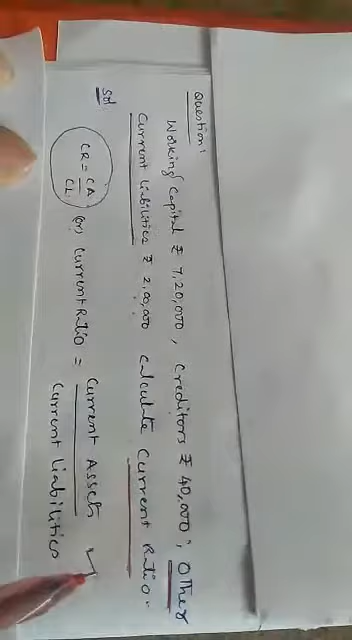 Question:
Working Capital ₹ 7,20,000, Creditors ₹ 40,000; Other
Current liabilities ₹ 2,00,000 Calculate Current Ratio.
Sol
CR = CA
CL
(or) Current Ratio = Current Assets
Current Liabilities